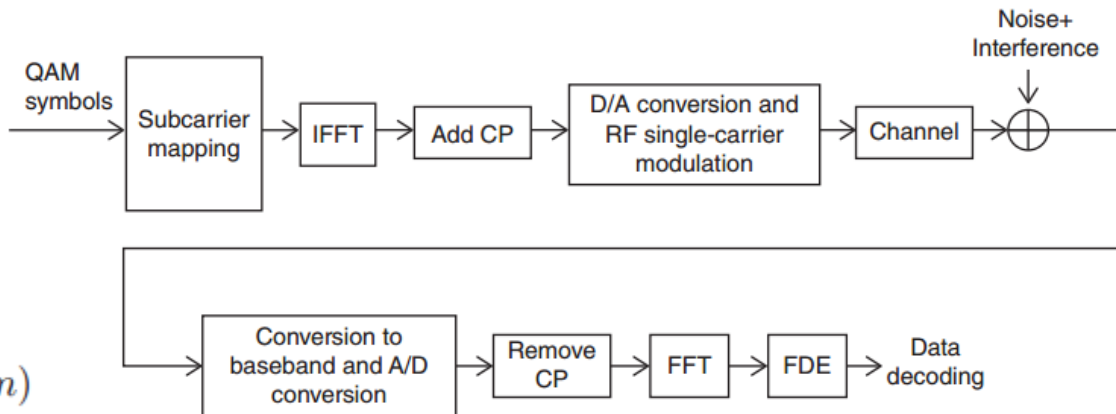 Noise+
Interference
QAM
symbols
Subcarrier
mapping
IFFT
Add CP
D/A conversion and
RF single-carrier
modulation
Channel
Conversion to
baseband and A/D
conversion
Remove
CP
FFT
FDE
Data
decoding
n)